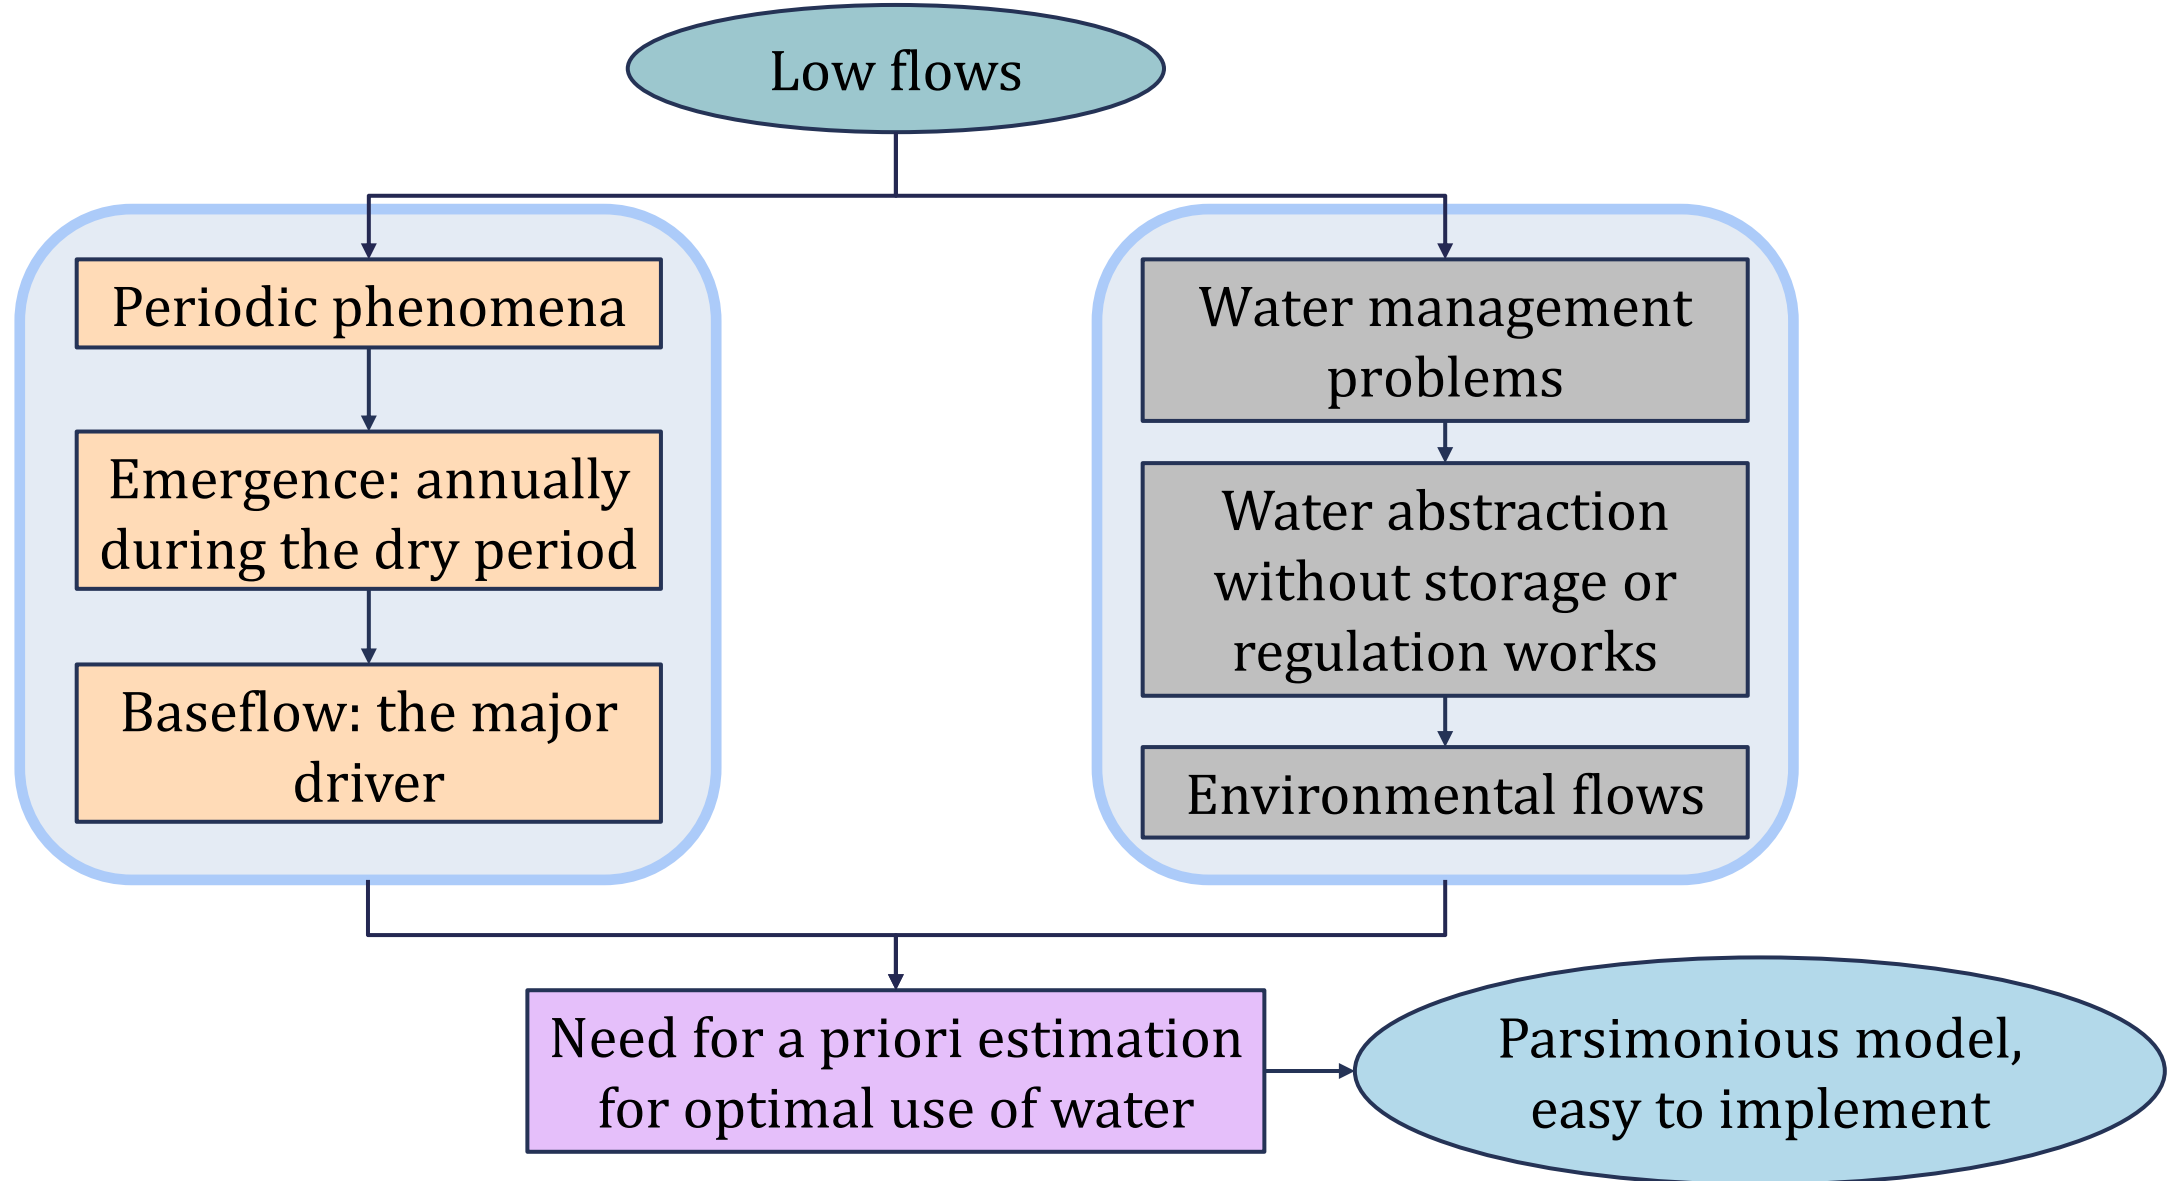 Low flows
Periodic phenomena
Emergence: annually
during the dry period
Baseflow: the major
driver
Water management
problems
Water abstraction
without storage or
regulation works
Environmental flows
Need for a priori estimation
for optimal use of water
Parsimonious model,
easy to implement